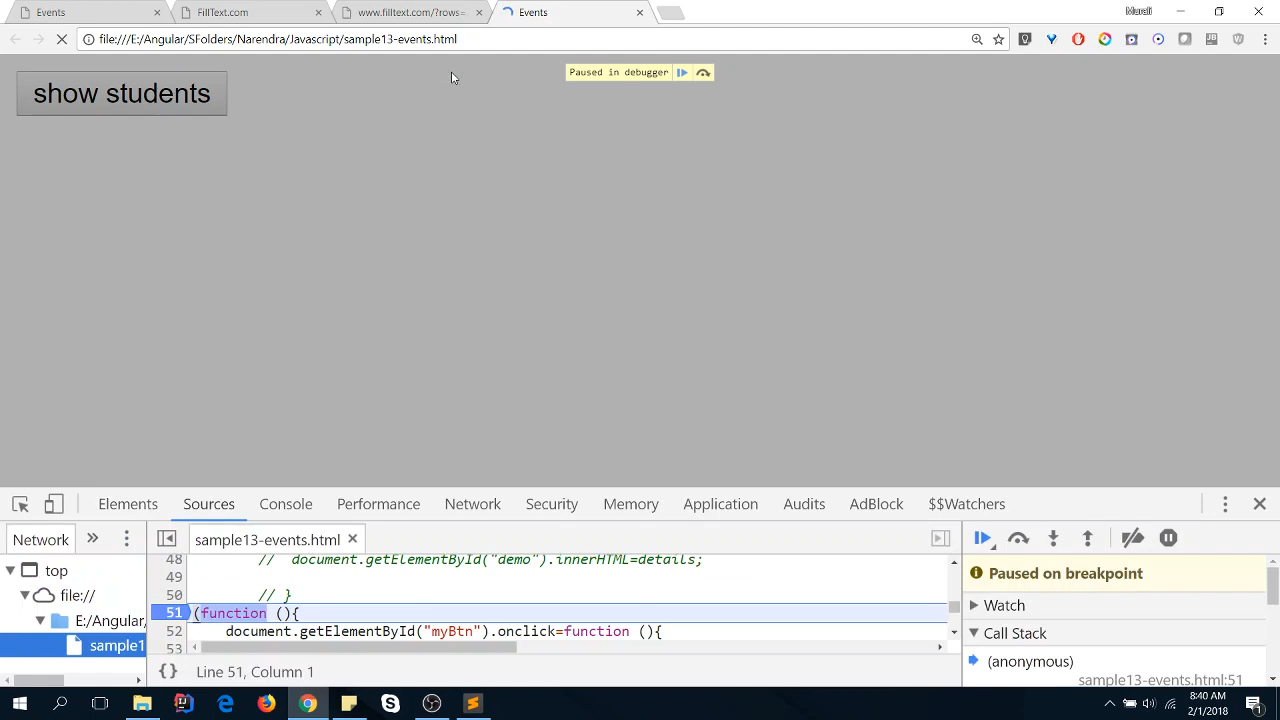 Events
FillText.com
www.filltext.com/?rows=
Events
Murali
file:///E:/Angular/SFolders/Narendra/Javascript/sample13-events.html
Paused in debugger
show students
Elements
Sources
Console
Performance
Network
Security
Memory
Application
Audits
AdBlock
$$Watchers
Network
sample13-events.html
48 // document.getElementById("demo").innerHTML=details;
49
50 // }
51 (function (){
52 document.getElementById("myBtn").onclick=function (){
53
top
file://
E:/Angular,
sample1
{} Line 51, Column 1
Paused on breakpoint
Watch
Call Stack
(anonymous)
sample13-events.html:51
8:40 AM
2/1/2018